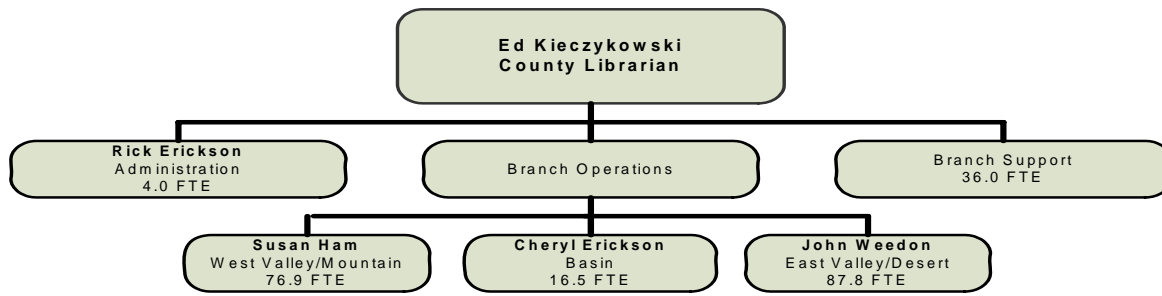 Ed Kieczykowski
County Librarian
Rick Erickson
Administration
4.0 FTE
Branch Operations
Branch Support
36.0 FTE
Susan Ham
West Valley/Mountain
76.9 FTE
Cheryl Erickson
Basin
16.5 FTE
John Weedon
East Valley/Desert
87.8 FTE